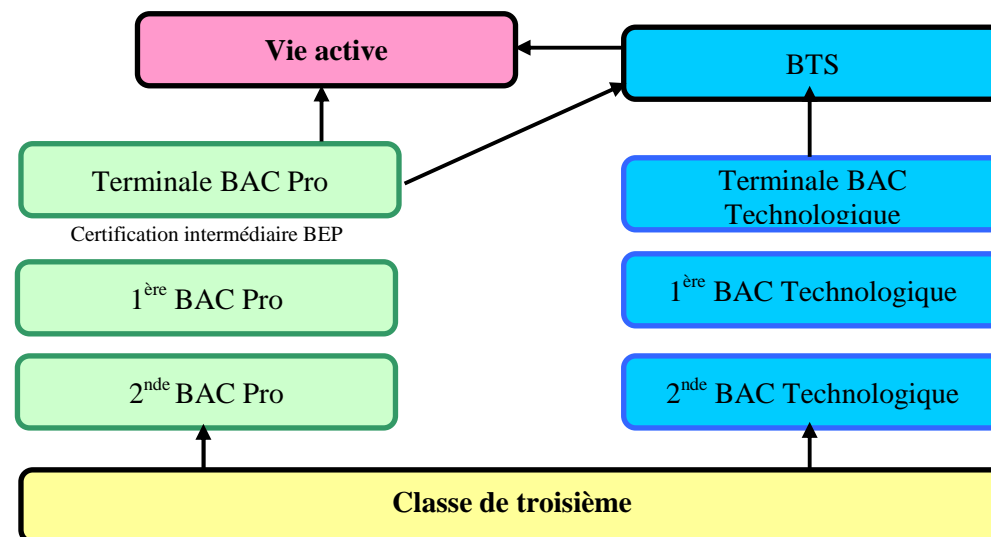 Vie active
BTS
Terminale BAC Pro
Terminale BAC
Technologique
Certification intermédiaire BEP
1ère BAC Pro
1ère BAC Technologique
2nde BAC Pro
2nde BAC Technologique
Classe de troisième